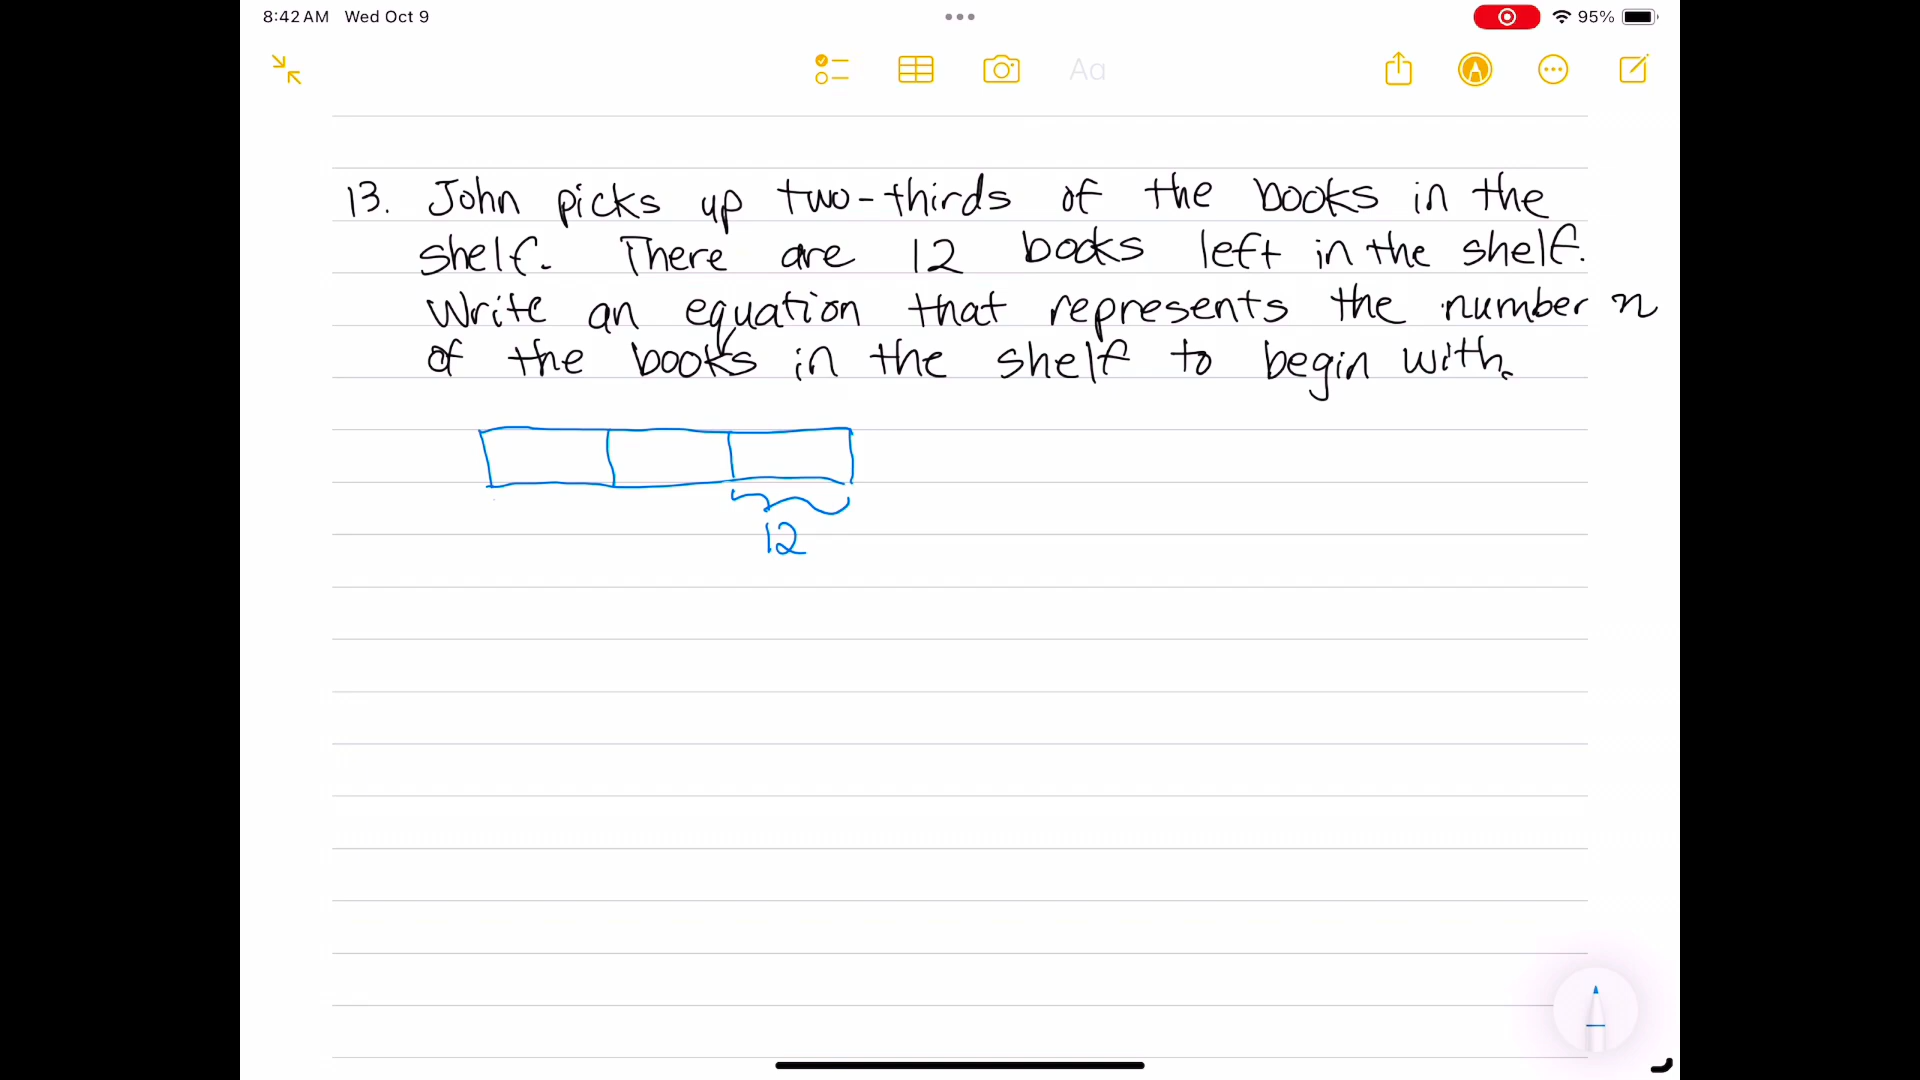 8:42 AM Wed Oct 9
95%
Aa
13. John picks up two-thirds of the books in the
shelf. There are 12 books left in the shelf.
Write an equation that represents the number n
of the books in the shelf to begin with.
12